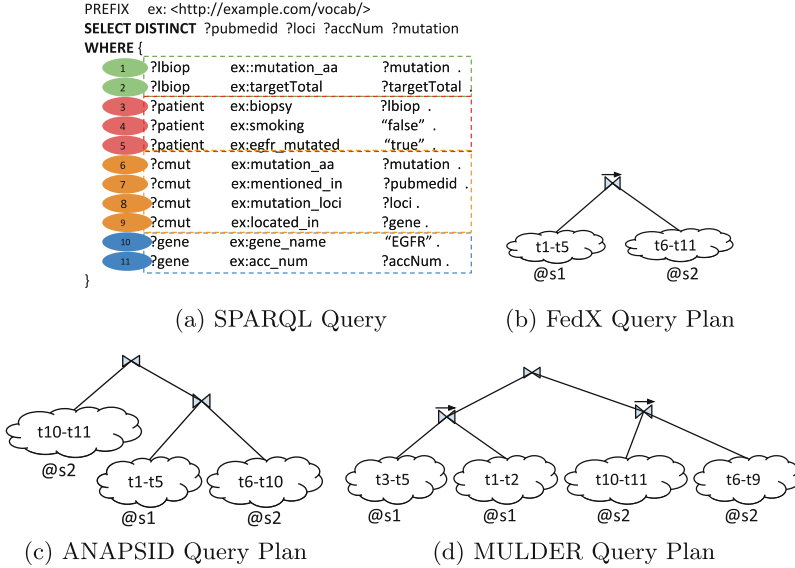 PREFIX ex: <http://example.com/vocab/>
SELECT DISTINCT ?pubmedid ?loci ?accNum ?mutation
WHERE {
1 ?lbiop ex::mutation_aa ?mutation .
2 ?lbiop ex:targetTotal ?targetTotal .
3 ?patient ex:biopsy ?lbiop .
4 ?patient ex:smoking “false” .
5 ?patient ex:egfr_mutated “true” .
6 ?cmut ex:mutation_aa ?mutation .
7 ?cmut ex:mentioned_in ?pubmedid .
8 ?cmut ex:mutation_loci ?loci .
9 ?cmut ex:located_in ?gene .
10 ?gene ex:gene_name “EGFR” .
11 ?gene ex:acc_num ?accNum .
}
(a) SPARQL Query
t1-t5 t6-t11
@s1 @s2
(b) FedX Query Plan
t10-t11
@s2
t1-t5 t6-t10
@s1 @s2
(c) ANAPSID Query Plan
t3-t5 t1-t2 t10-t11 t6-t9
@s1 @s1 @s2 @s2
(d) MULDER Query Plan